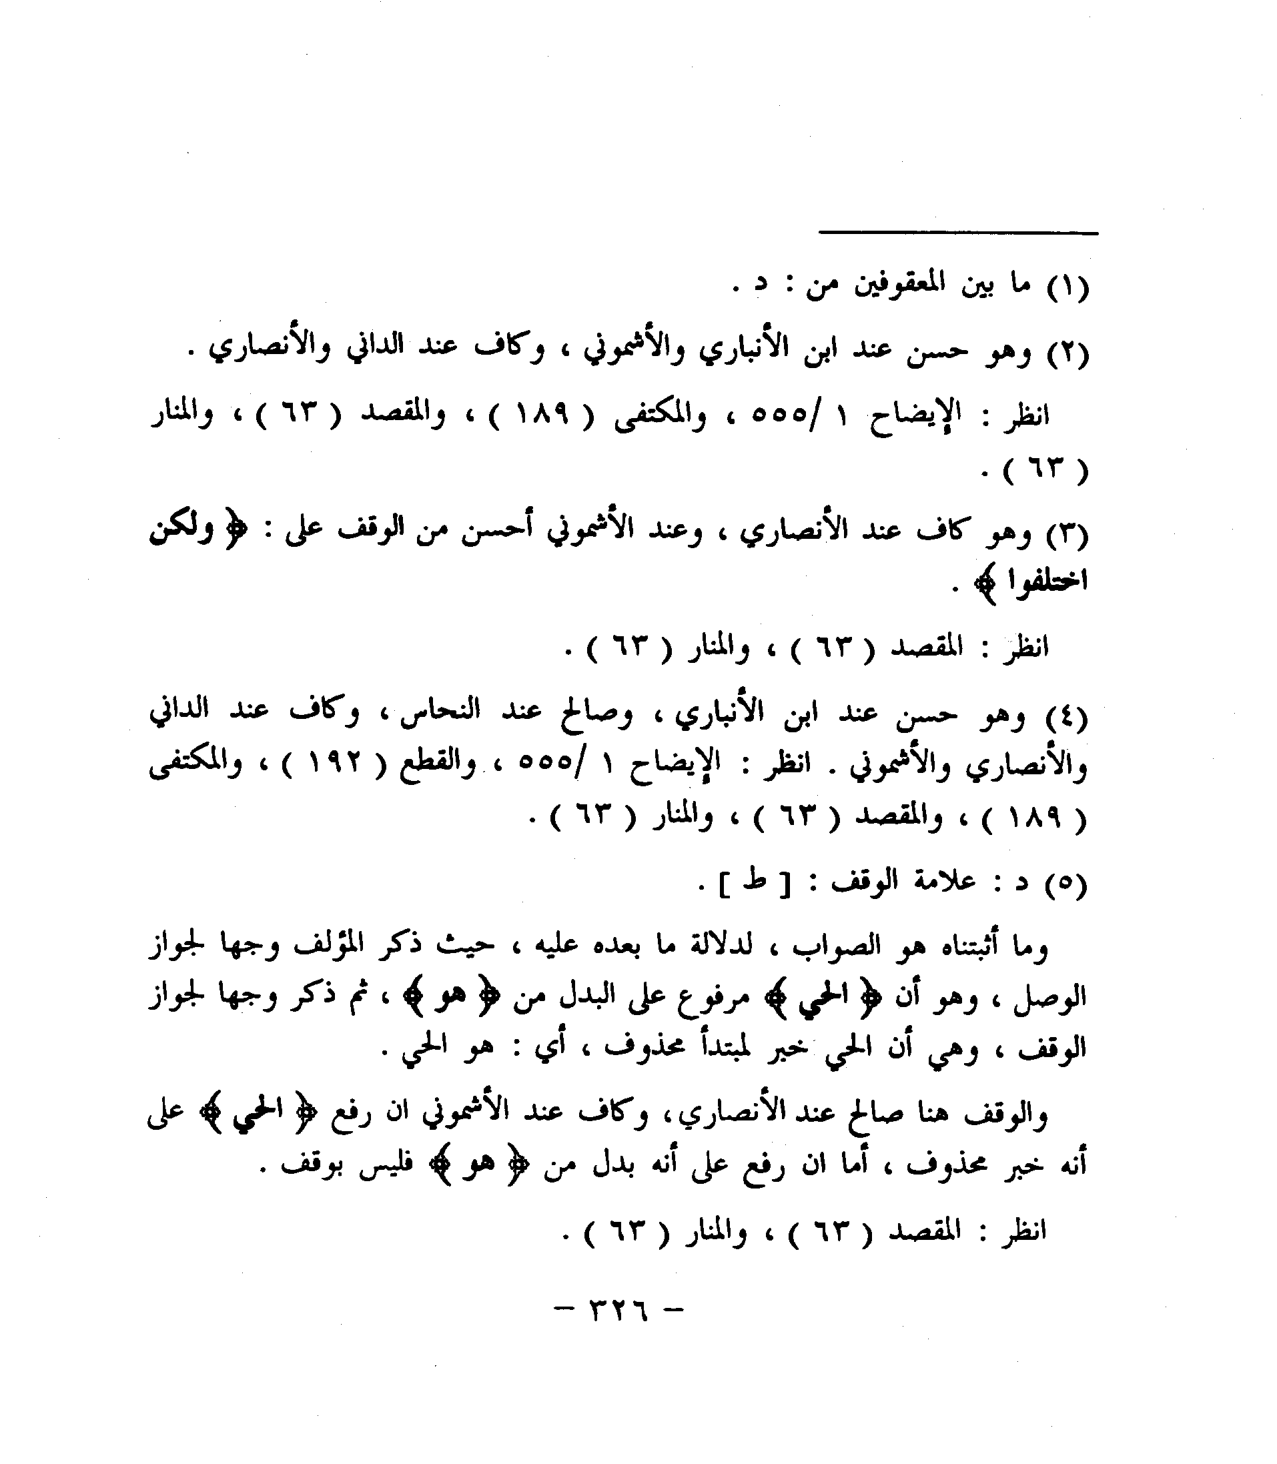 (١) ما بين المعقوفين من : د .
(٢) وهو حسن عند ابن الأنباري والأشموني ، وكاف عند الداني والأنصاري .
انظر : الإيضاح ١ /٥٥٥ ، والمكتفى ( ١٨٩ ) ، والمقصد ( ٦٣ ) ، والمنار
( ٦٣ ) .
(٣) وهو كاف عند الأنصاري ، وعند الأشموني أحسن من الوقف على : ﴿ ولكن
اختلفوا ﴾ .
انظر : المقصد ( ٦٣ ) ، والمنار ( ٦٣ ) .
(٤) وهو حسن عند ابن الأنباري ، وصالح عند النحاس ، وكاف عند الداني
والأنصاري والأشموني . انظر : الإيضاح ١ /٥٥٥ ، والقطع ( ١٩٢ ) ، والمكتفى
( ١٨٩ ) ، والمقصد ( ٦٣ ) ، والمنار ( ٦٣ ) .
(٥) د : علامة الوقف : [ ط ] .
وما أثبتناه هو الصواب ، لدلالة ما بعده عليه ، حيث ذكر المؤلف وجها لجواز
الوصل ، وهو أن ﴿ الحي ﴾ مرفوع على البدل من ﴿ هو ﴾ ، ثم ذكر وجها لجواز
الوقف ، وهي أن الحي خبر لمبتدأ محذوف ، أي : هو الحي .
والوقف هنا صالح عند الأنصاري ، وكاف عند الأشموني ان رفع ﴿ الحي ﴾ على
أنه خبر محذوف ، أما ان رفع على أنه بدل من ﴿ هو ﴾ فليس بوقف .
انظر : المقصد ( ٦٣ ) ، والمنار ( ٦٣ ) .
− ٣٢٦ −